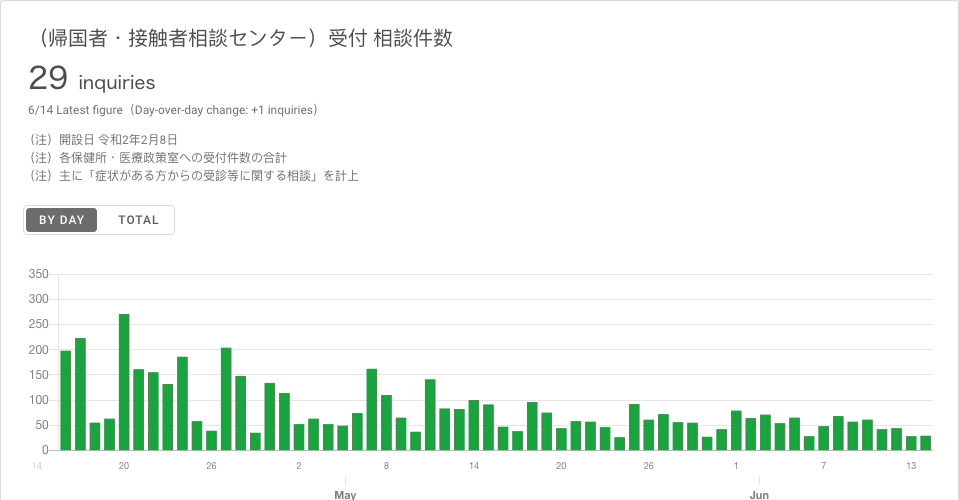 （帰国者・接触者相談センター）受付 相談件数
29 inquiries
6/14 Latest figure（Day-over-day change: +1 inquiries）
（注）開設日 令和2年2月8日
（注）各保健所・医療政策室への受付件数の合計
（注）主に「症状がある方からの受診等に関する相談」を計上
BY DAY TOTAL
350
300
250
200
150
100
50
0
14 20 26 2 8 14 20 26 1 7 13
May Jun